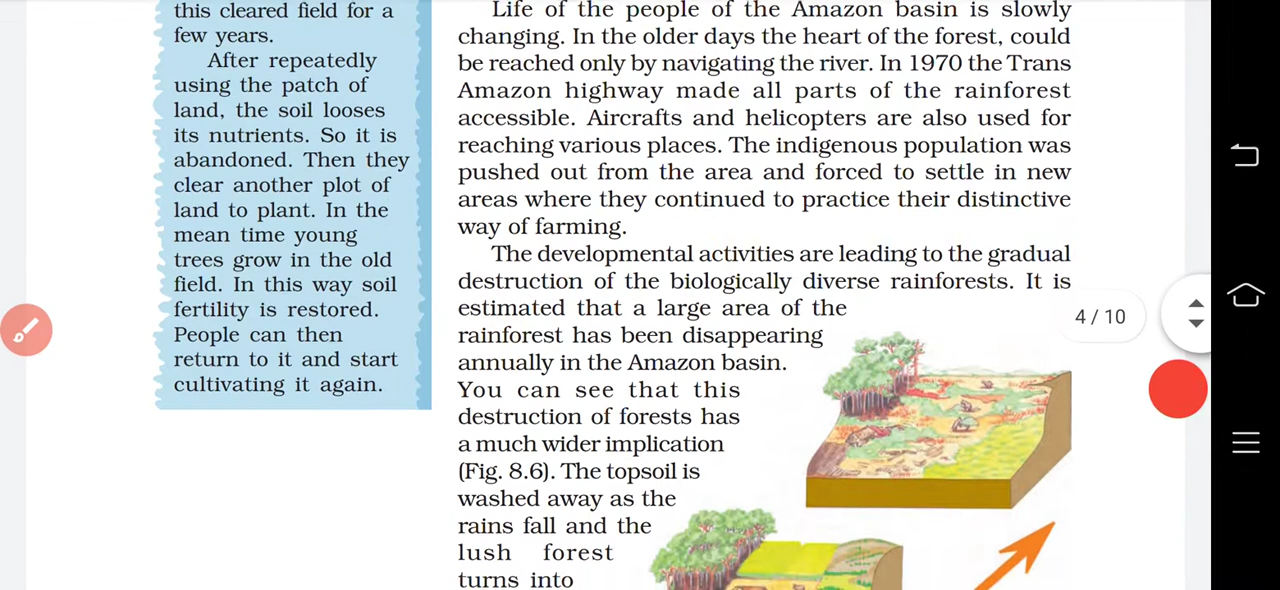 this cleared field for a
few years.
After repeatedly
using the patch of
land, the soil looses
its nutrients. So it is
abandoned. Then they
clear another plot of
land to plant. In the
mean time young
trees grow in the old
field. In this way soil
fertility is restored.
People can then
return to it and start
cultivating it again.
Life of the people of the Amazon basin is slowly
changing. In the older days the heart of the forest, could
be reached only by navigating the river. In 1970 the Trans
Amazon highway made all parts of the rainforest
accessible. Aircrafts and helicopters are also used for
reaching various places. The indigenous population was
pushed out from the area and forced to settle in new
areas where they continued to practice their distinctive
way of farming.
The developmental activities are leading to the gradual
destruction of the biologically diverse rainforests. It is
estimated that a large area of the
rainforest has been disappearing
annually in the Amazon basin.
You can see that this
destruction of forests has
a much wider implication
(Fig. 8.6). The topsoil is
washed away as the
rains fall and the
lush forest
turns into
4 / 10